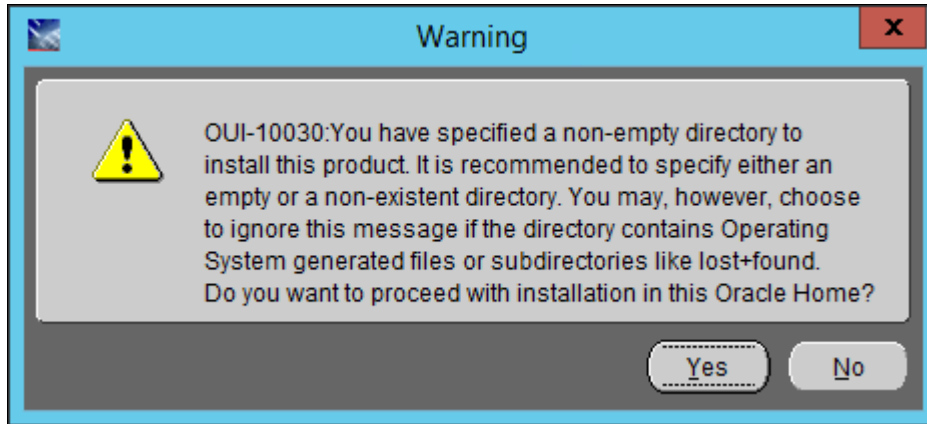 Warning
x
OUI-10030:You have specified a non-empty directory to
install this product. It is recommended to specify either an
empty or a non-existent directory. You may, however, choose
to ignore this message if the directory contains Operating
System generated files or subdirectories like lost+found.
Do you want to proceed with installation in this Oracle Home?
Yes
No